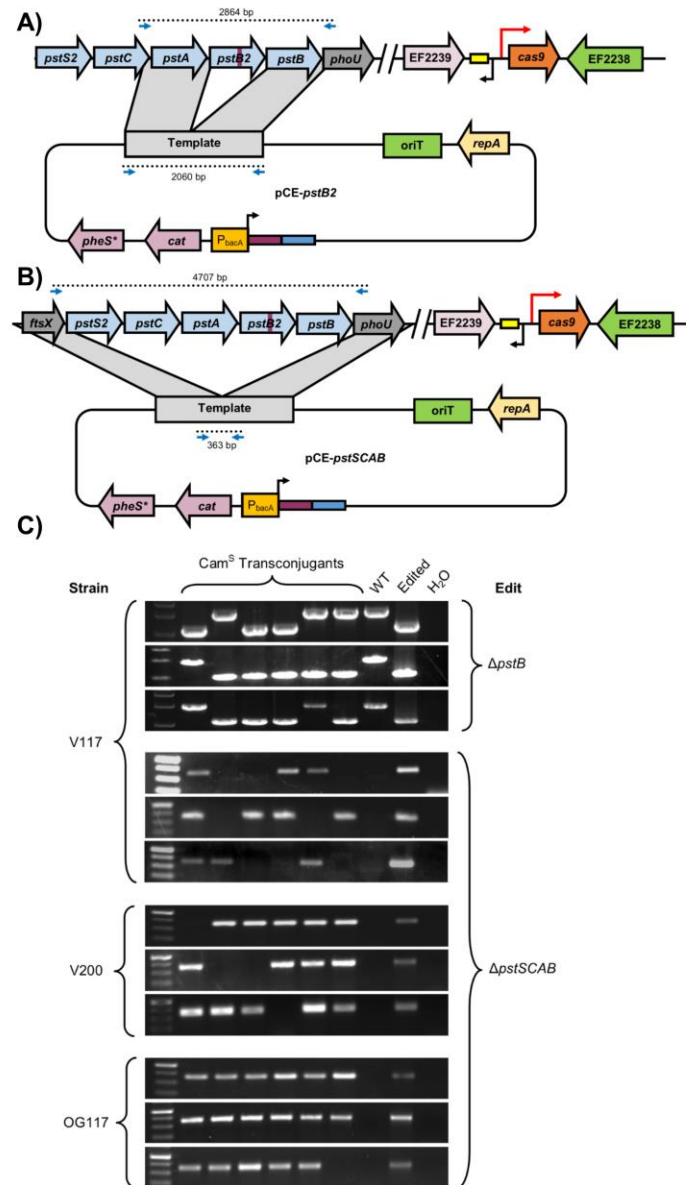 A)
2864 bp
pstS2 pstC pstA pstB2 pstB phoU EF2239 cas9 EF2238
Template oriT repA
2060 bp
pCE-pstB2
pheS* cat PbacA
B)
4707 bp
ftsX pstS2 pstC pstA pstB2 pstB phoU EF2239 cas9 EF2238
Template oriT repA
363 bp
pCE-pstSCAB
pheS* cat PbacA
C)
CamS Transconjugants WT Edited H2O
Strain Edit
ΔpstB
V117
V200 ΔpstSCAB
OG117